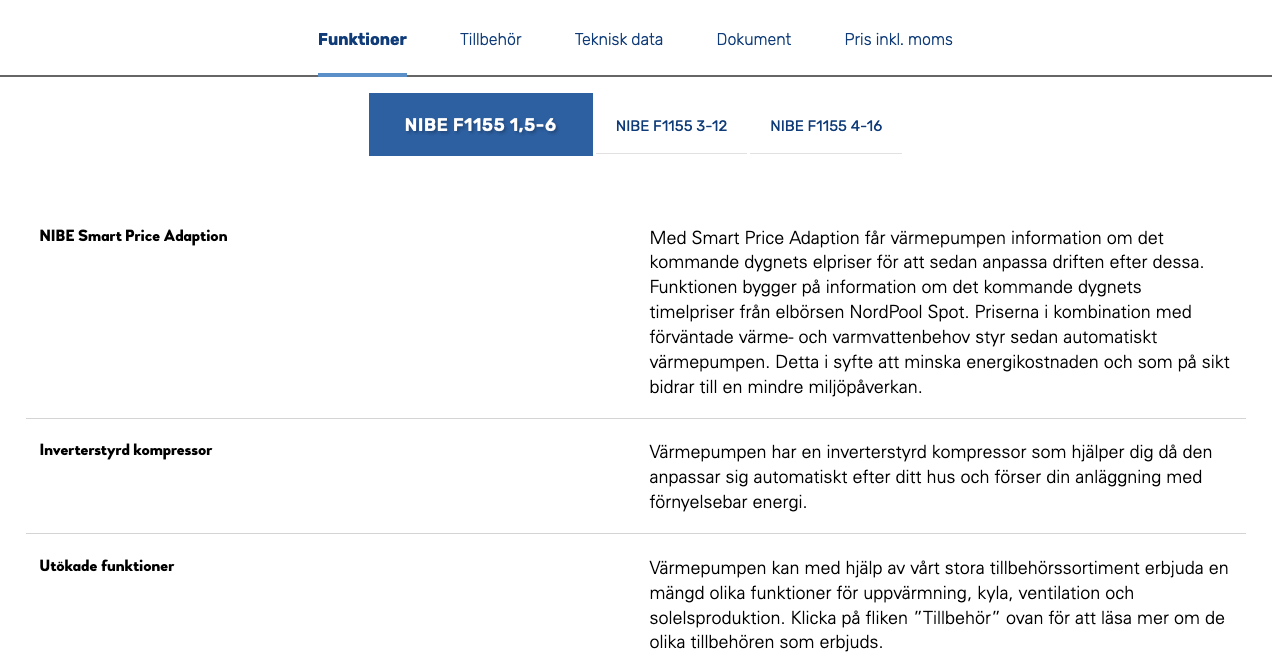 Funktioner Tillbehör Teknisk data Dokument Pris inkl. moms
NIBE F1155 1,5-6 NIBE F1155 3-12 NIBE F1155 4-16
NIBE Smart Price Adaption
Med Smart Price Adaption får värmepumpen information om det
kommande dygnets elpriser för att sedan anpassa driften efter dessa.
Funktionen bygger på information om det kommande dygnets
timelpriser från elbörsen NordPool Spot. Priserna i kombination med
förväntade värme- och varmvattenbehov styr sedan automatiskt
värmepumpen. Detta i syfte att minska energikostnaden och som på sikt
bidrar till en mindre miljöpåverkan.
Inverterstyrd kompressor
Värmepumpen har en inverterstyrd kompressor som hjälper dig då den
anpassar sig automatiskt efter ditt hus och förser din anläggning med
förnyelsebar energi.
Utökade funktioner
Värmepumpen kan med hjälp av vårt stora tillbehörssortiment erbjuda en
mängd olika funktioner för uppvärmning, kyla, ventilation och
solelsproduktion. Klicka på fliken ”Tillbehör” ovan för att läsa mer om de
olika tillbehören som erbjuds.